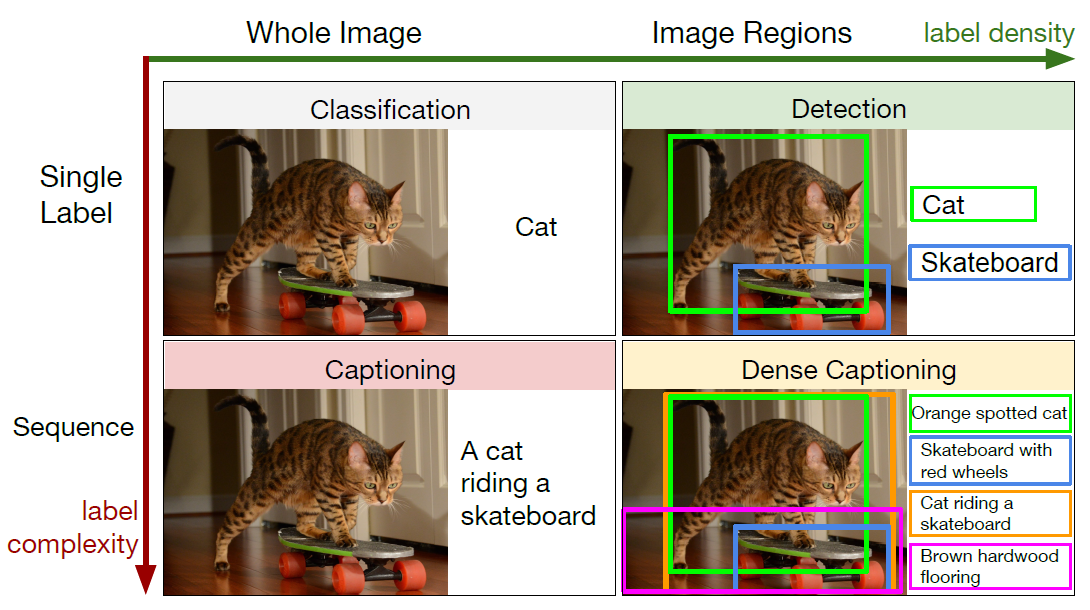 Whole Image
Image Regions
label density
Single
Label
Classification
Cat
Detection
Cat
Skateboard
Sequence
label
complexity
Captioning
A cat
riding a
skateboard
Dense Captioning
Orange spotted cat
Skateboard with
red wheels
Cat riding a
skateboard
Brown hardwood
flooring